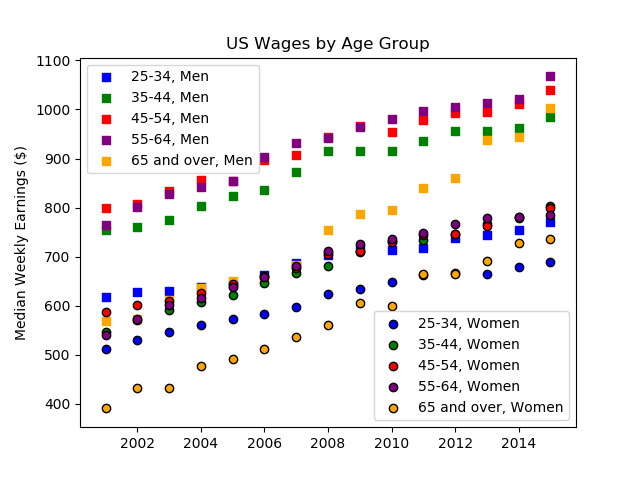 US Wages by Age Group
Median Weekly Earnings ($)
1100
1000
900
800
700
600
500
400
2002
2004
2006
2008
2010
2012
2014
25-34, Men
35-44, Men
45-54, Men
55-64, Men
65 and over, Men
25-34, Women
35-44, Women
45-54, Women
55-64, Women
65 and over, Women